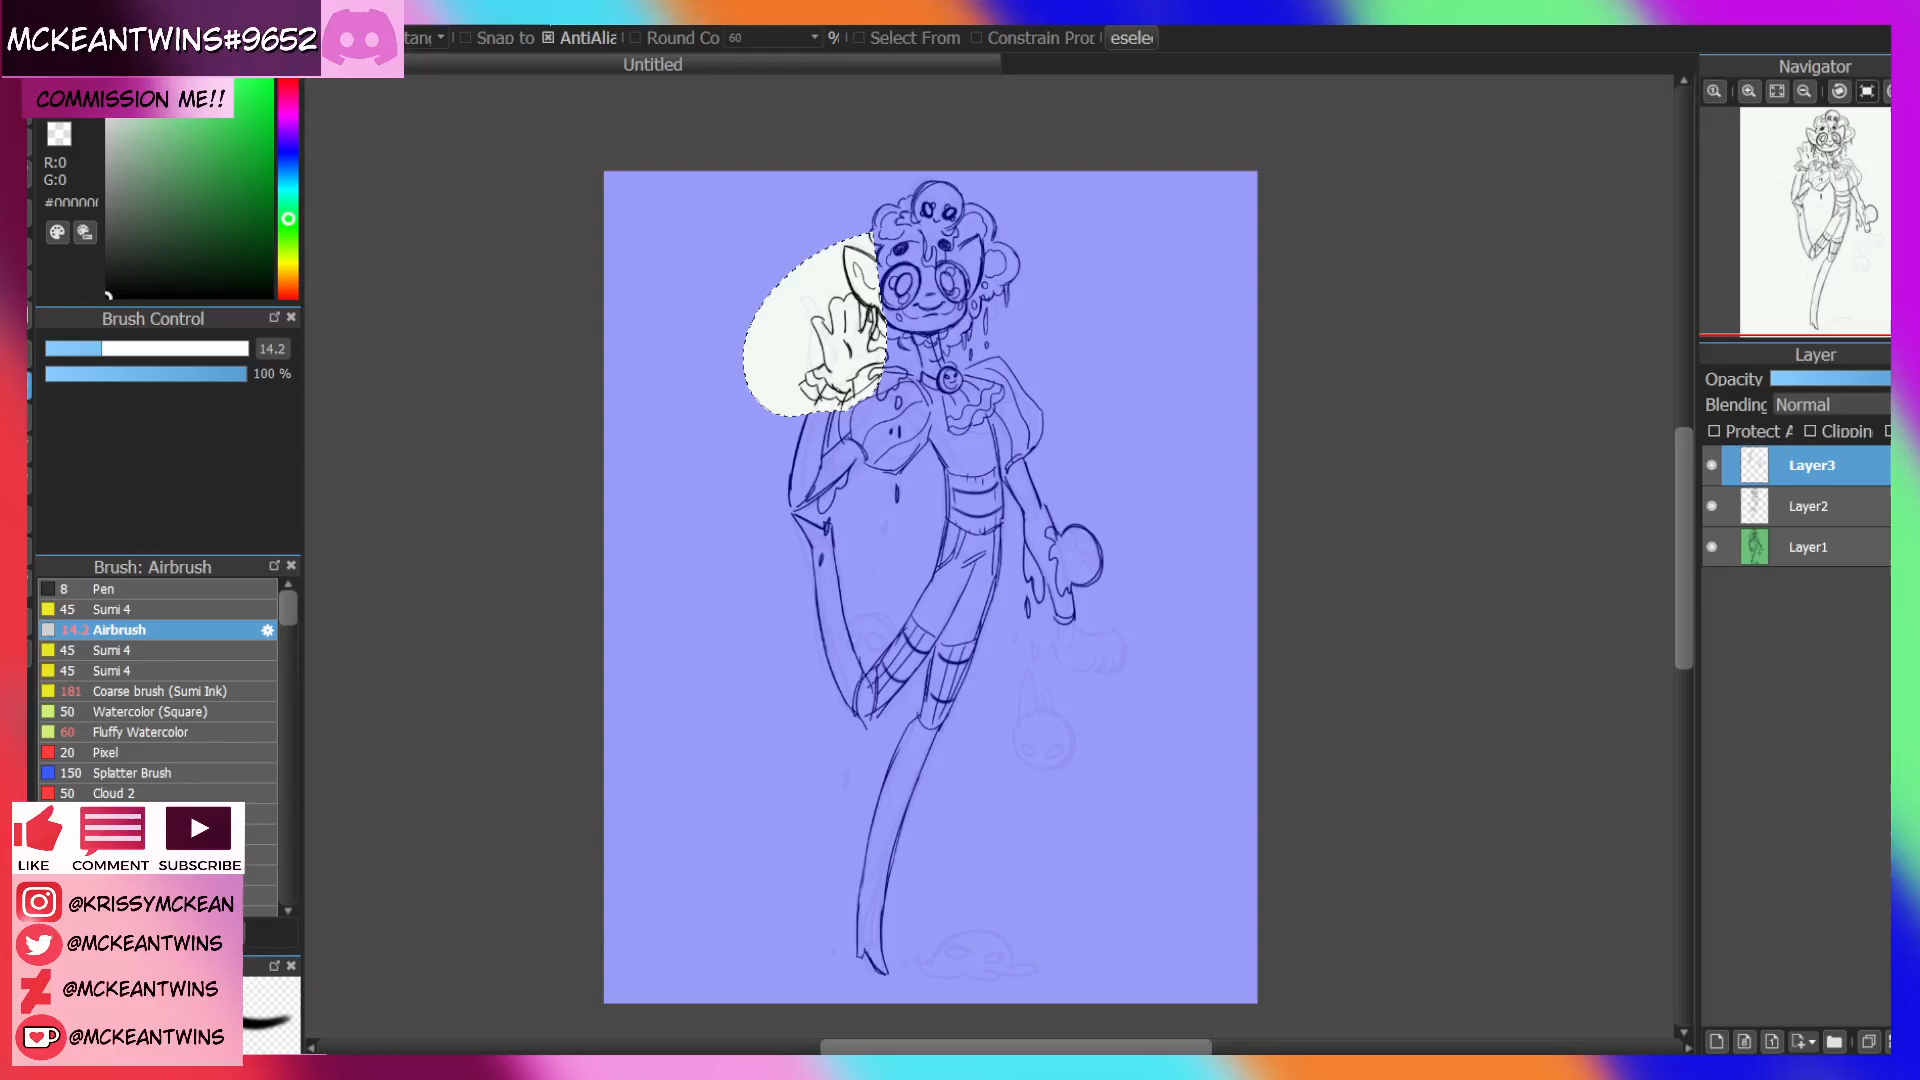 MCKEANTWINS#9652
COMMISSION ME!!
Snap to
AntiAlia
Round Co
60
%
Select From
Constrain Prop
esele
Untitled
Navigator
R:0
G:0
#000000
Brush Control
14.2
100 %
Layer
Opacity
Blending
Normal
Protect A
Clippin
Layer3
Layer2
Layer1
Brush: Airbrush
8 Pen
45 Sumi 4
14.2 Airbrush
45 Sumi 4
45 Sumi 4
181 Coarse brush (Sumi Ink)
50 Watercolor (Square)
60 Fluffy Watercolor
20 Pixel
150 Splatter Brush
50 Cloud 2
LIKE COMMENT SUBSCRIBE
@KRISSYMCKEAN
@MCKEANTWINS
@MCKEANTWINS
@MCKEANTWINS